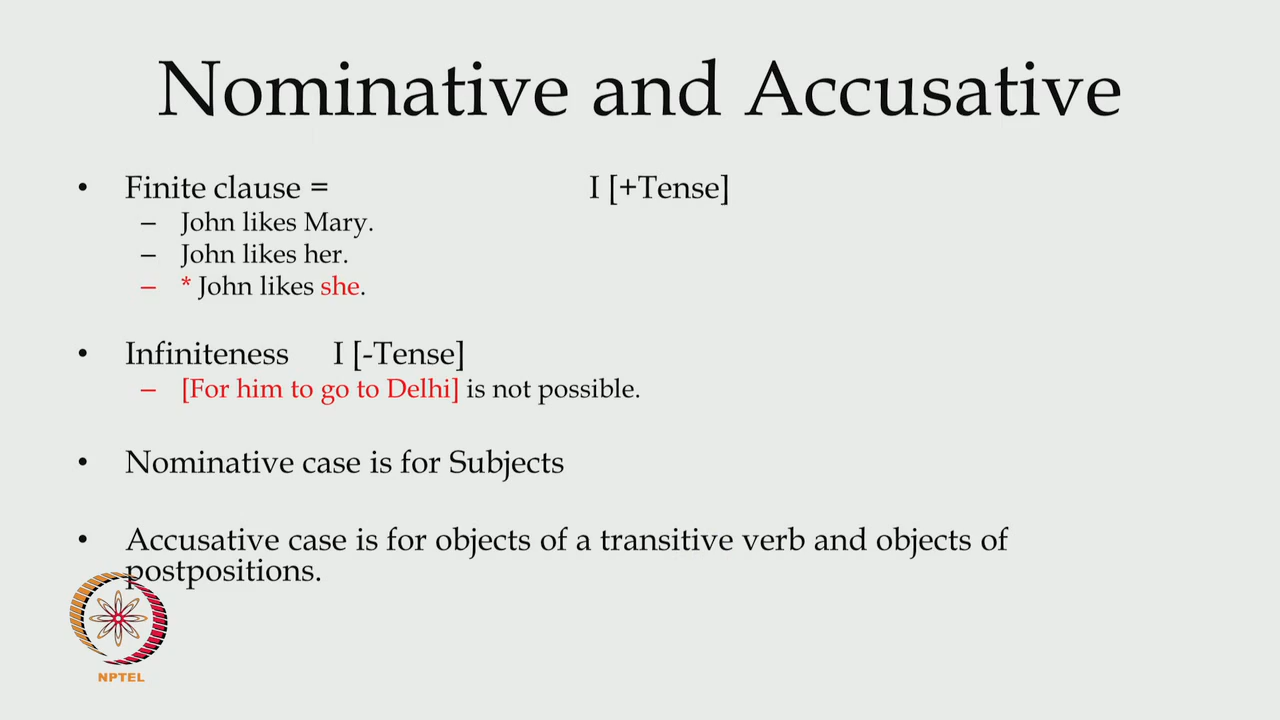 Nominative and Accusative
• Finite clause = I [+Tense]
– John likes Mary.
– John likes her.
– * John likes she.
• Infiniteness I [-Tense]
– [For him to go to Delhi] is not possible.
• Nominative case is for Subjects
• Accusative case is for objects of a transitive verb and objects of
postpositions.
NPTEL